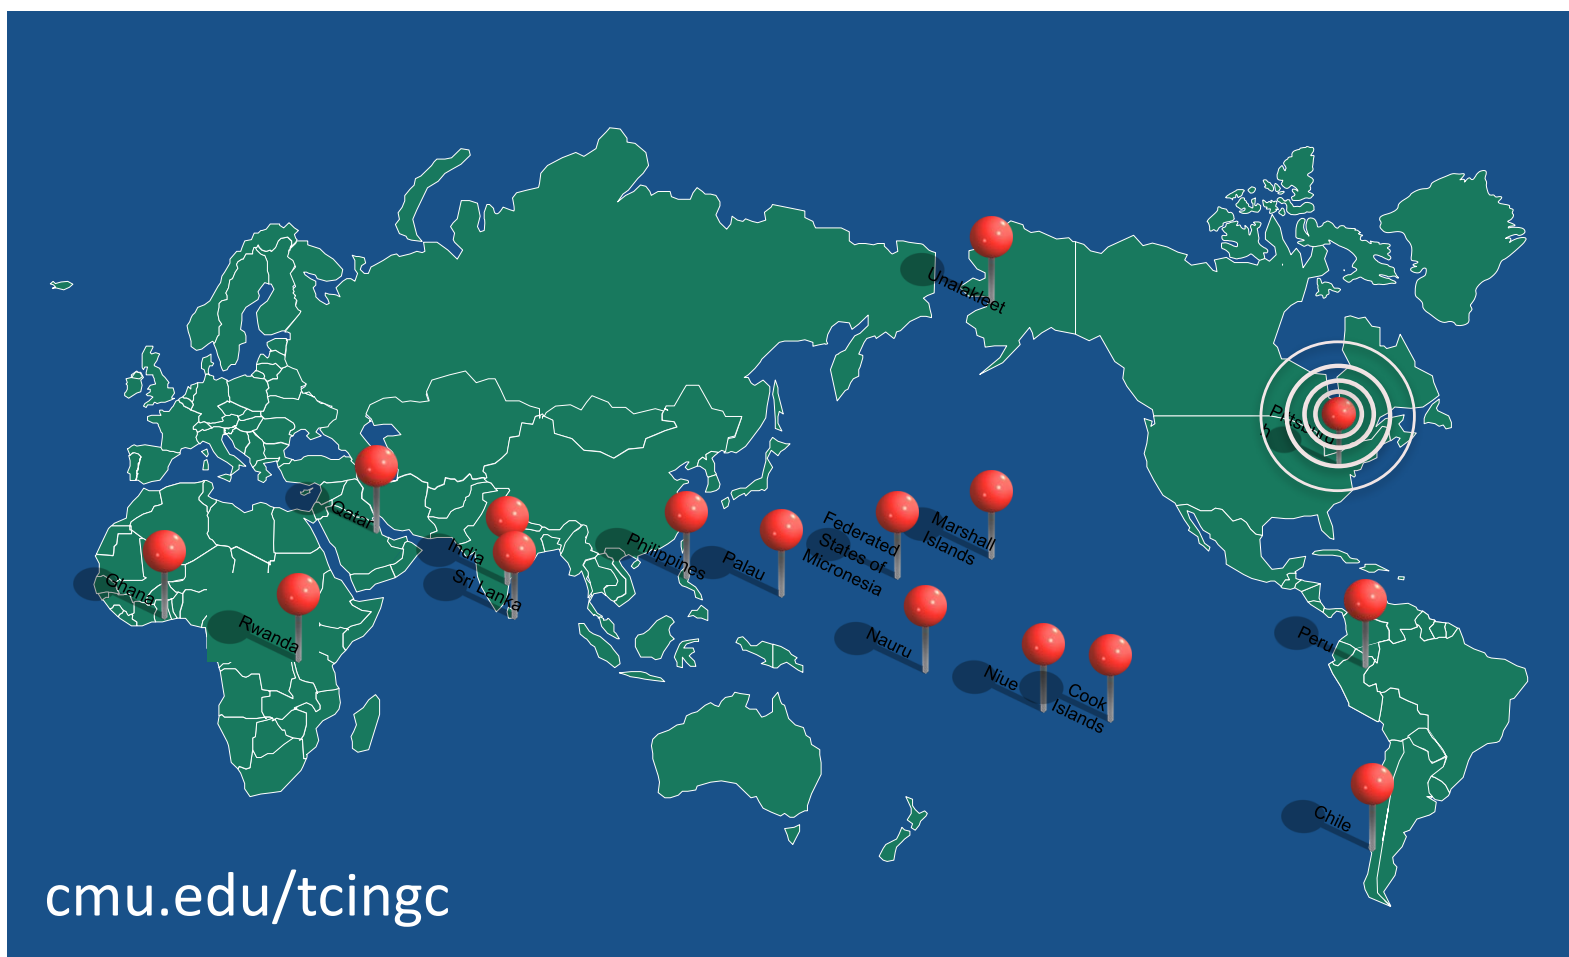 Unalakleet
Pittsburg
h
Qatar
India
Sri Lanka
Ghana
Rwanda
Philippines
Palau
Federated
States of
Micronesia
Marshall
Islands
Nauru
Niue
Cook
Islands
Peru
Chile
cmu.edu/tcingc